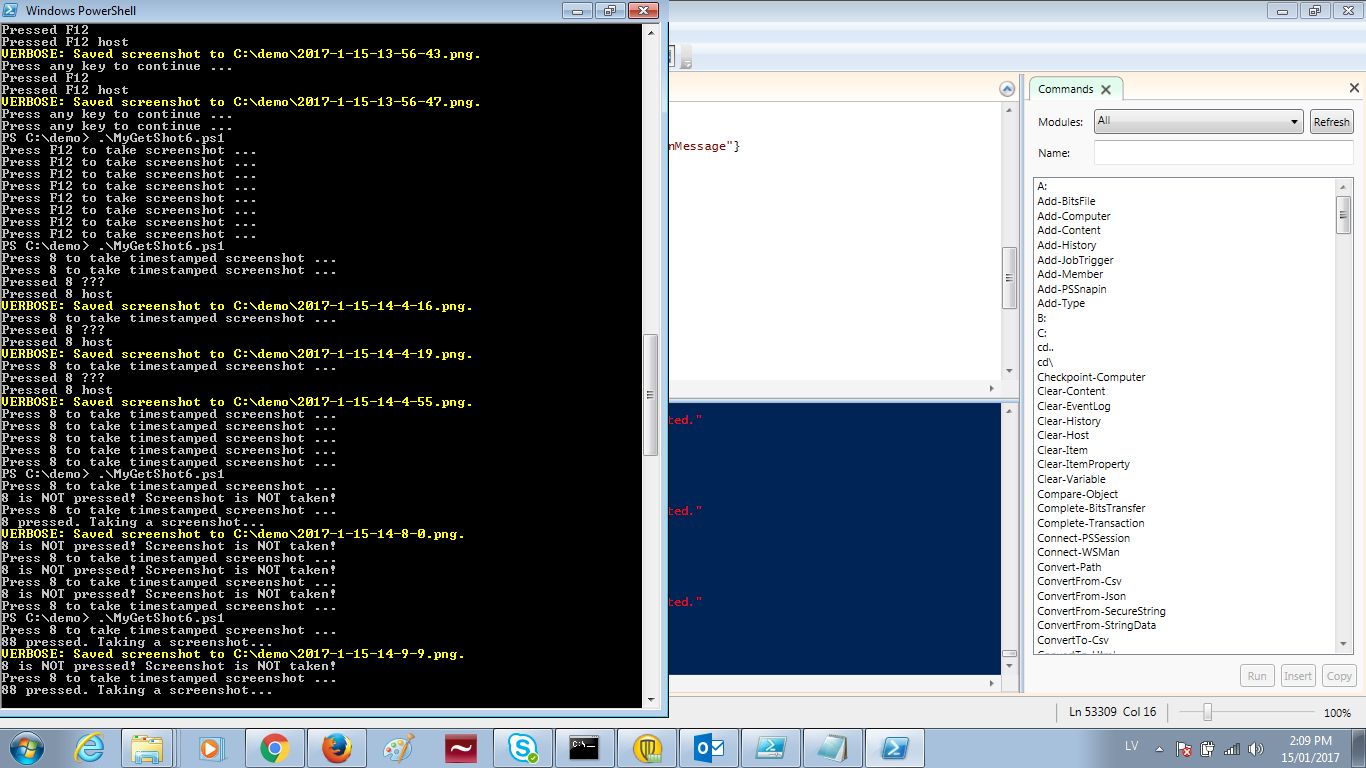 Windows PowerShell
Pressed F12
Pressed F12 host
VERBOSE: Saved screenshot to C:\demo\2017-1-15-13-56-43.png.
Press any key to continue ...
Pressed F12
Pressed F12 host
VERBOSE: Saved screenshot to C:\demo\2017-1-15-13-56-47.png.
Press any key to continue ...
Press any key to continue ...
PS C:\demo> .\MyGetShot6.ps1
Press F12 to take screenshot ...
Press F12 to take screenshot ...
Press F12 to take screenshot ...
Press F12 to take screenshot ...
Press F12 to take screenshot ...
Press F12 to take screenshot ...
Press F12 to take screenshot ...
Press F12 to take screenshot ...
PS C:\demo> .\MyGetShot6.ps1
Press 8 to take timestamped screenshot ...
Press 8 to take timestamped screenshot ...
Pressed 8 ???
Pressed 8 host
VERBOSE: Saved screenshot to C:\demo\2017-1-15-14-4-16.png.
Press 8 to take timestamped screenshot ...
Pressed 8 ???
Pressed 8 host
VERBOSE: Saved screenshot to C:\demo\2017-1-15-14-4-19.png.
Press 8 to take timestamped screenshot ...
Pressed 8 ???
Pressed 8 host
VERBOSE: Saved screenshot to C:\demo\2017-1-15-14-4-55.png.
Press 8 to take timestamped screenshot ...
Press 8 to take timestamped screenshot ...
Press 8 to take timestamped screenshot ...
Press 8 to take timestamped screenshot ...
Press 8 to take timestamped screenshot ...
PS C:\demo> .\MyGetShot6.ps1
Press 8 to take timestamped screenshot ...
8 is NOT pressed! Screenshot is NOT taken!
Press 8 to take timestamped screenshot ...
8 pressed. Taking a screenshot...
VERBOSE: Saved screenshot to C:\demo\2017-1-15-14-8-0.png.
8 is NOT pressed! Screenshot is NOT taken!
Press 8 to take timestamped screenshot ...
8 is NOT pressed! Screenshot is NOT taken!
Press 8 to take timestamped screenshot ...
8 is NOT pressed! Screenshot is NOT taken!
Press 8 to take timestamped screenshot ...
PS C:\demo> .\MyGetShot6.ps1
Press 8 to take timestamped screenshot ...
88 pressed. Taking a screenshot...
VERBOSE: Saved screenshot to C:\demo\2017-1-15-14-9-9.png.
8 is NOT pressed! Screenshot is NOT taken!
Press 8 to take timestamped screenshot ...
88 pressed. Taking a screenshot...
nMessage"}
ted."
ted."
ted."
Commands
Modules: All Refresh
Name:
A:
Add-BitsFile
Add-Computer
Add-Content
Add-History
Add-JobTrigger
Add-Member
Add-PSSnapin
Add-Type
B:
C:
cd..
cd\
Checkpoint-Computer
Clear-Content
Clear-EventLog
Clear-History
Clear-Host
Clear-Item
Clear-ItemProperty
Clear-Variable
Compare-Object
Complete-BitsTransfer
Complete-Transaction
Connect-PSSession
Connect-WSMan
Convert-Path
ConvertFrom-Csv
ConvertFrom-Json
ConvertFrom-SecureString
ConvertFrom-StringData
ConvertTo-Csv
Run Insert Copy
Ln 53309 Col 16 100%
LV
2:09 PM
15/01/2017